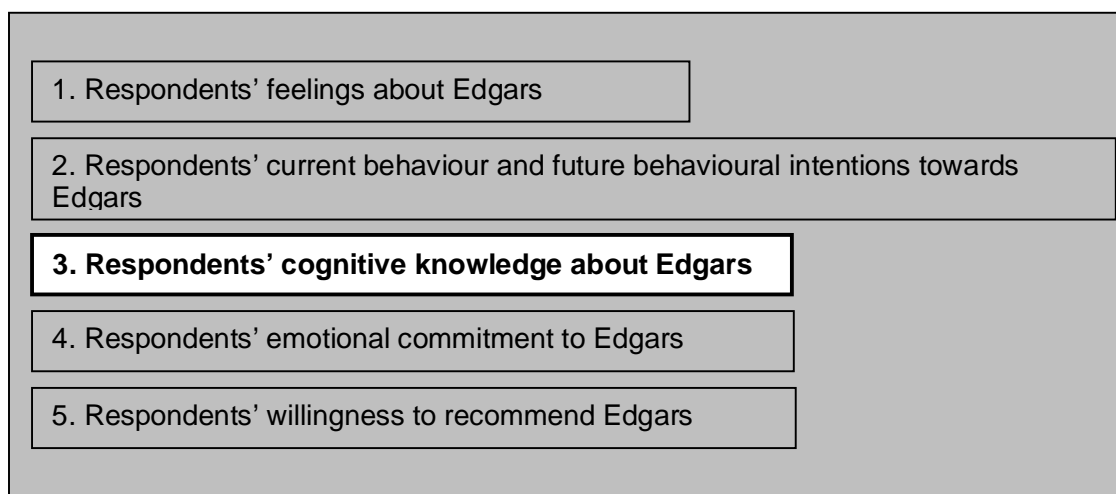 1. Respondents’ feelings about Edgars
2. Respondents’ current behaviour and future behavioural intentions towards
Edgars
3. Respondents’ cognitive knowledge about Edgars
4. Respondents’ emotional commitment to Edgars
5. Respondents’ willingness to recommend Edgars